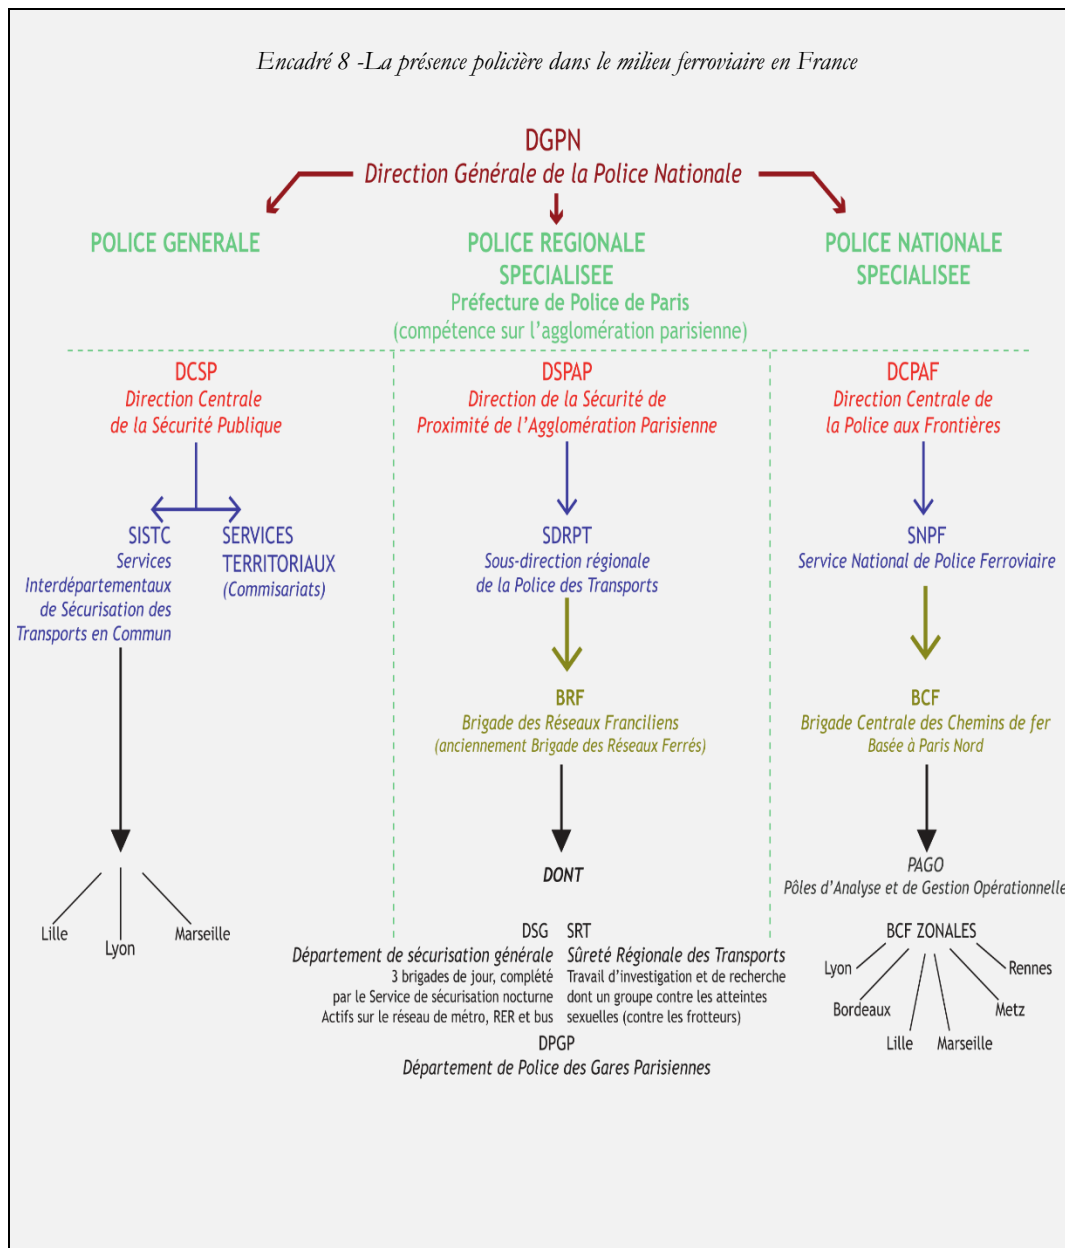 Encadré 8 -La présence policière dans le milieu ferroviaire en France
DGPN
Direction Générale de la Police Nationale
POLICE GENERALE
POLICE REGIONALE
SPECIALISEE
Préfecture de Police de Paris
(compétence sur l'agglomération parisienne)
POLICE NATIONALE
SPECIALISEE
DCSP
Direction Centrale
de la Sécurité Publique
SISTC
Services
Interdépartementaux
de Sécurisation des
Transports en Commun
SERVICES
TERRITORIAUX
(Commisariats)
Lille
Lyon
Marseille
DSPAP
Direction de la Sécurité de
Proximité de l'Agglomération Parisienne
SDRPT
Sous-direction régionale
de la Police des Transports
BRF
Brigade des Réseaux Franciliens
(anciennement Brigade des Réseaux Ferrés)
DONT
DSG
Département de sécurisation générale
3 brigades de jour, complété
par le Service de sécurisation nocturne
Actifs sur le réseau de métro, RER et bus
SRT
Sûreté Régionale des Transports
Travail d'investigation et de recherche
dont un groupe contre les atteintes
sexuelles (contre les frotteurs)
DPGP
Département de Police des Gares Parisiennes
DCPAF
Direction Centrale de
la Police aux Frontières
SNPF
Service National de Police Ferroviaire
BCF
Brigade Centrale des Chemins de fer
Basée à Paris Nord
PAGO
Pôles d'Analyse et de Gestion Opérationnelle
BCF ZONALES
Lyon
Rennes
Bordeaux
Metz
Lille
Marseille